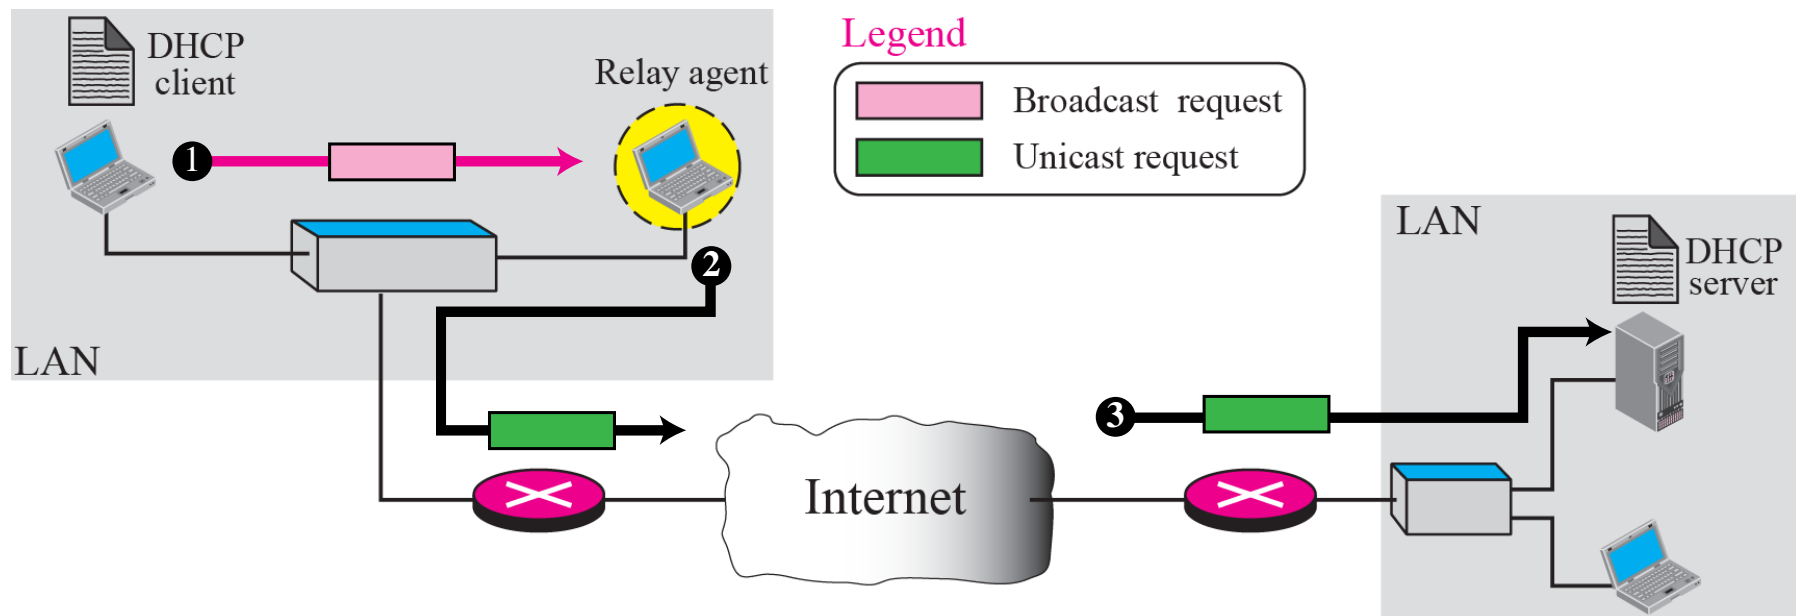 DHCP
client
Relay agent
1
2
LAN
Legend
Broadcast request
Unicast request
Internet
3
LAN
DHCP
server